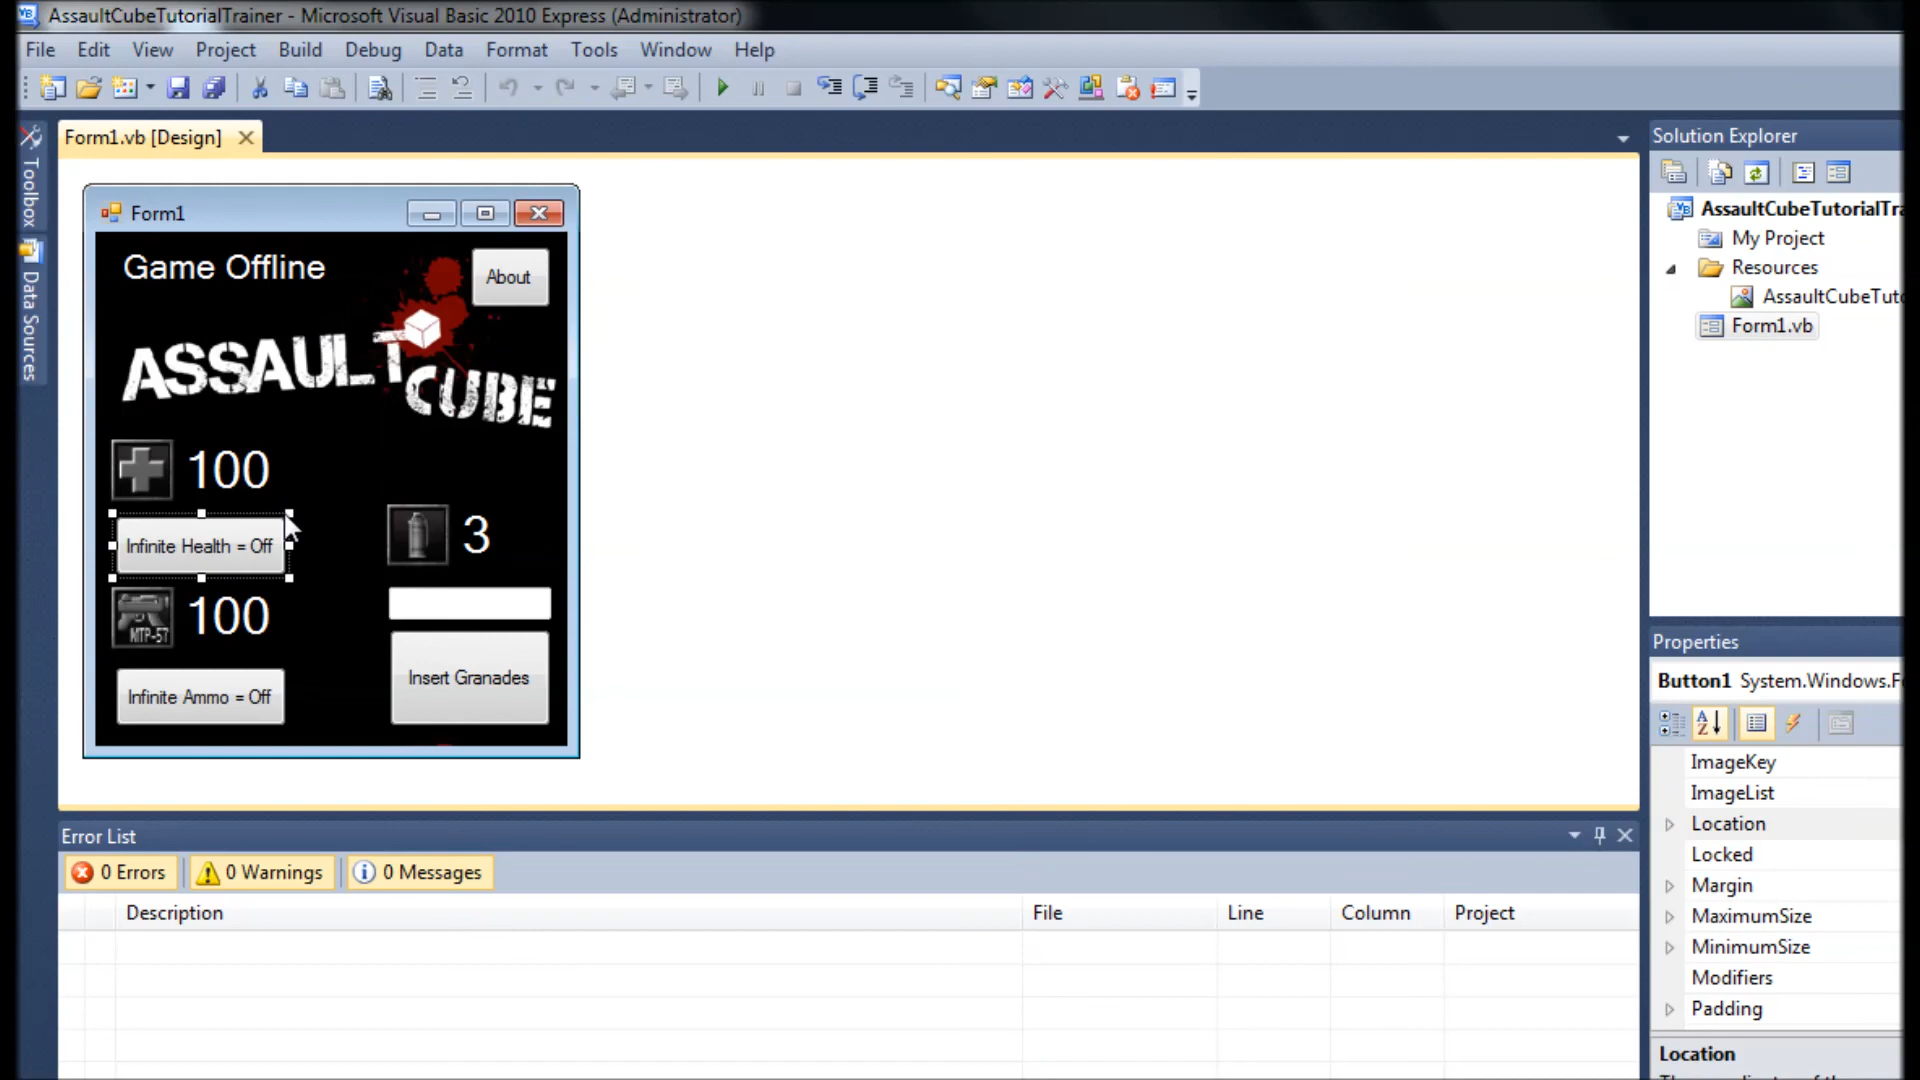 AssaultCubeTutorialTrainer - Microsoft Visual Basic 2010 Express (Administrator)
File Edit View Project Build Debug Data Format Tools Window Help
Toolbox
Data Sources
Form1.vb [Design]
Form1
Game Offline
About
ASSAULT
CUBE
100
Infinite Health = Off
3
MTP-57
100
Infinite Ammo = Off
Insert Granades
Solution Explorer
AssaultCubeTutorialTra
My Project
Resources
AssaultCubeTuto
Form1.vb
Properties
Button1 System.Windows.Fo
ImageKey
ImageList
Location
Locked
Margin
MaximumSize
MinimumSize
Modifiers
Padding
Location
Error List
0 Errors 0 Warnings 0 Messages
Description File Line Column Project